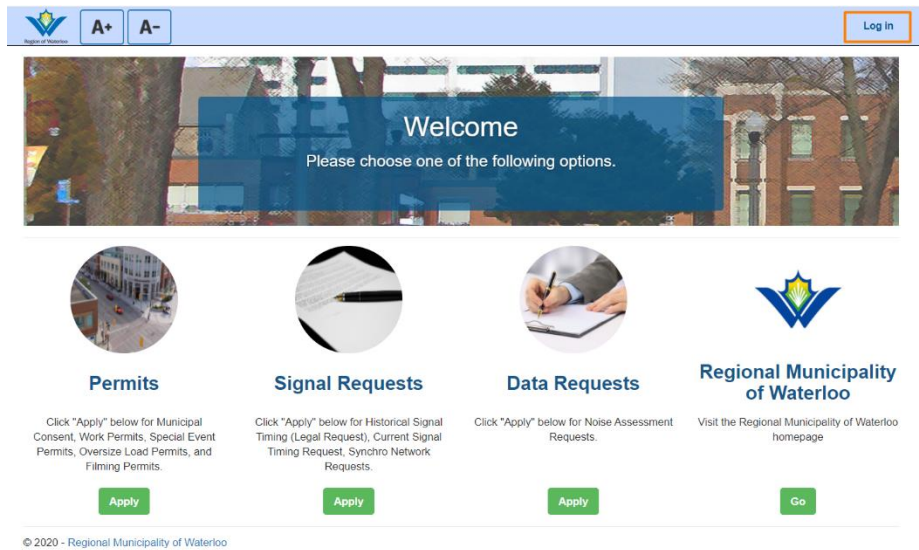 Region of Waterloo
A+ A-
Log in
Welcome
Please choose one of the following options.
Permits
Click "Apply" below for Municipal
Consent, Work Permits, Special Event
Permits, Oversize Load Permits, and
Filming Permits.
Apply
Signal Requests
Click "Apply" below for Historical Signal
Timing (Legal Request), Current Signal
Timing Request, Synchro Network
Requests.
Apply
Data Requests
Click "Apply" below for Noise Assessment
Requests.
Apply
Regional Municipality
of Waterloo
Visit the Regional Municipality of Waterloo
homepage
Go
© 2020 - Regional Municipality of Waterloo